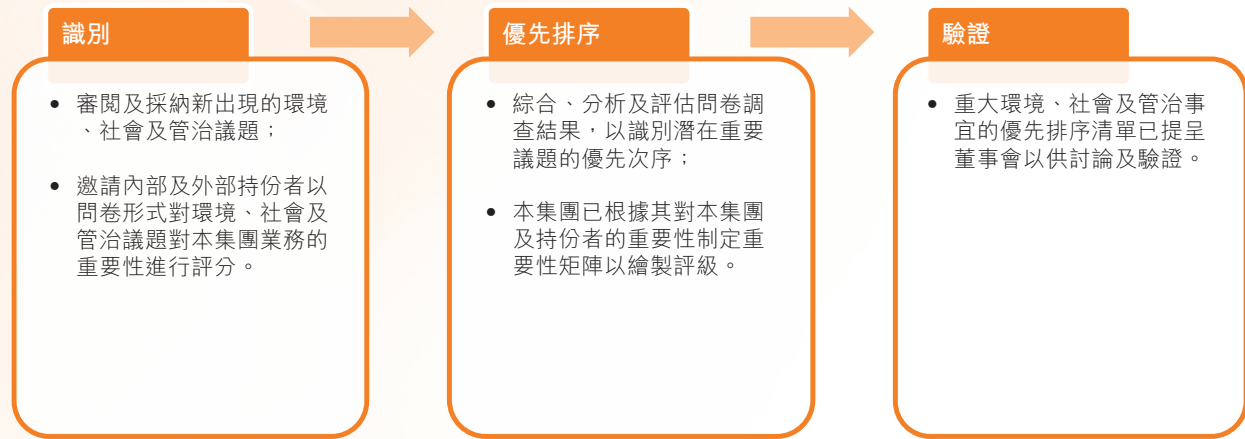 識別
• 審閱及採納新出現的環境
、社會及管治議題；
• 邀請內部及外部持份者以
問卷形式對環境、社會及
管治議題對本集團業務的
重要性進行評分。
優先排序
• 綜合、分析及評估問卷調
查結果，以識別潛在重要
議題的優先次序；
• 本集團已根據其對本集團
及持份者的重要性制定重
要性矩陣以繪製評級。
驗證
• 重大環境、社會及管治事
宜的優先排序清單已提呈
董事會以供討論及驗證。